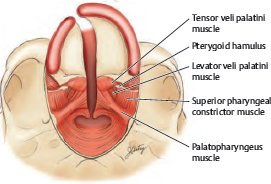 Tensor veli palatini
muscle
Pterygoid hamulus
Levator veli palatini
muscle
Superior pharyngeal
constrictor muscle
Palatopharyngeus
muscle